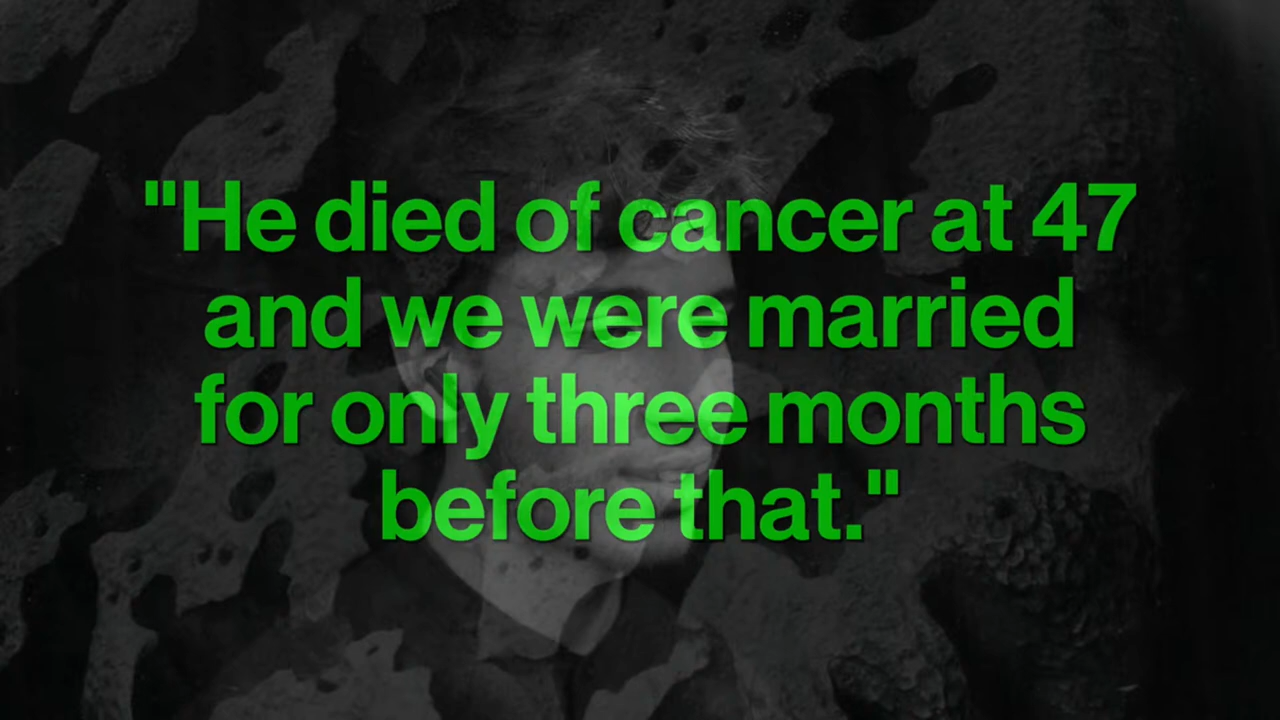 "He died of cancer at 47
and we were married
for only three months
before that."